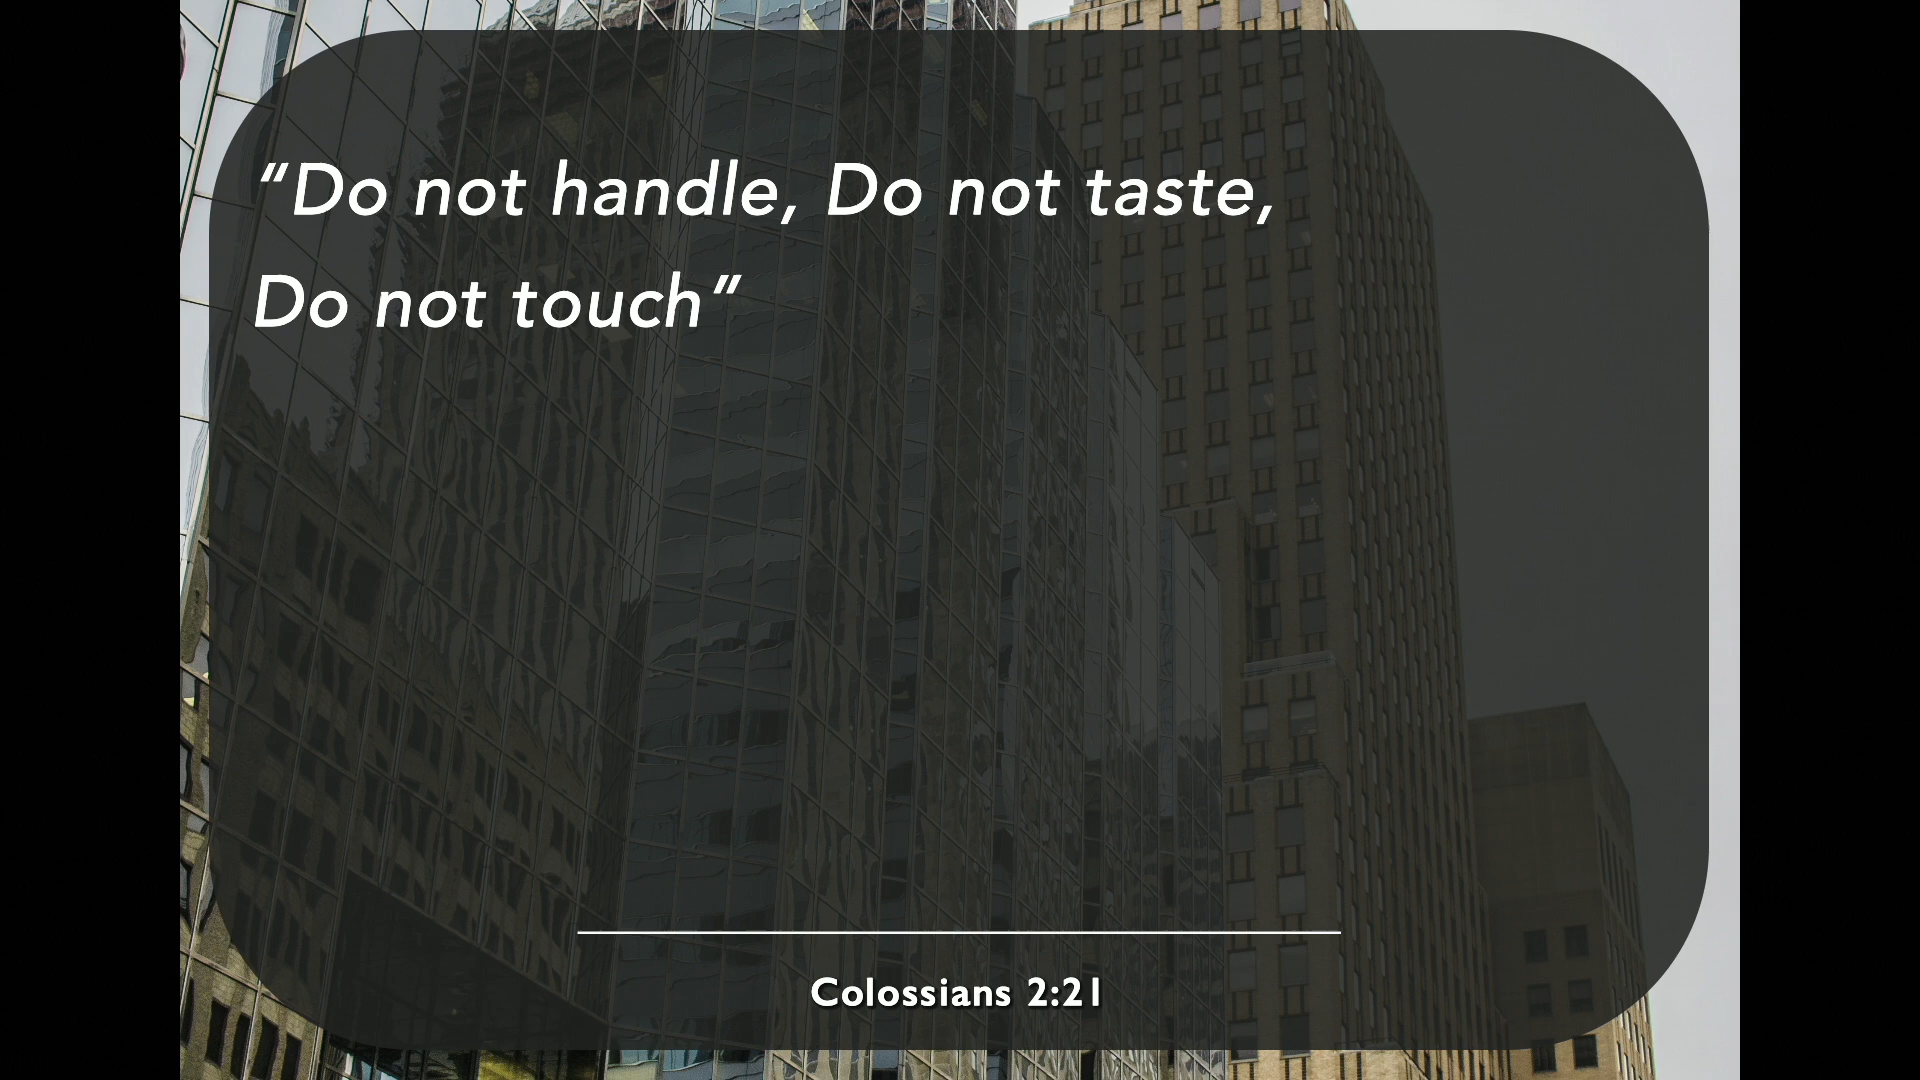 “Do not handle, Do not taste,
Do not touch”
Colossians 2:21